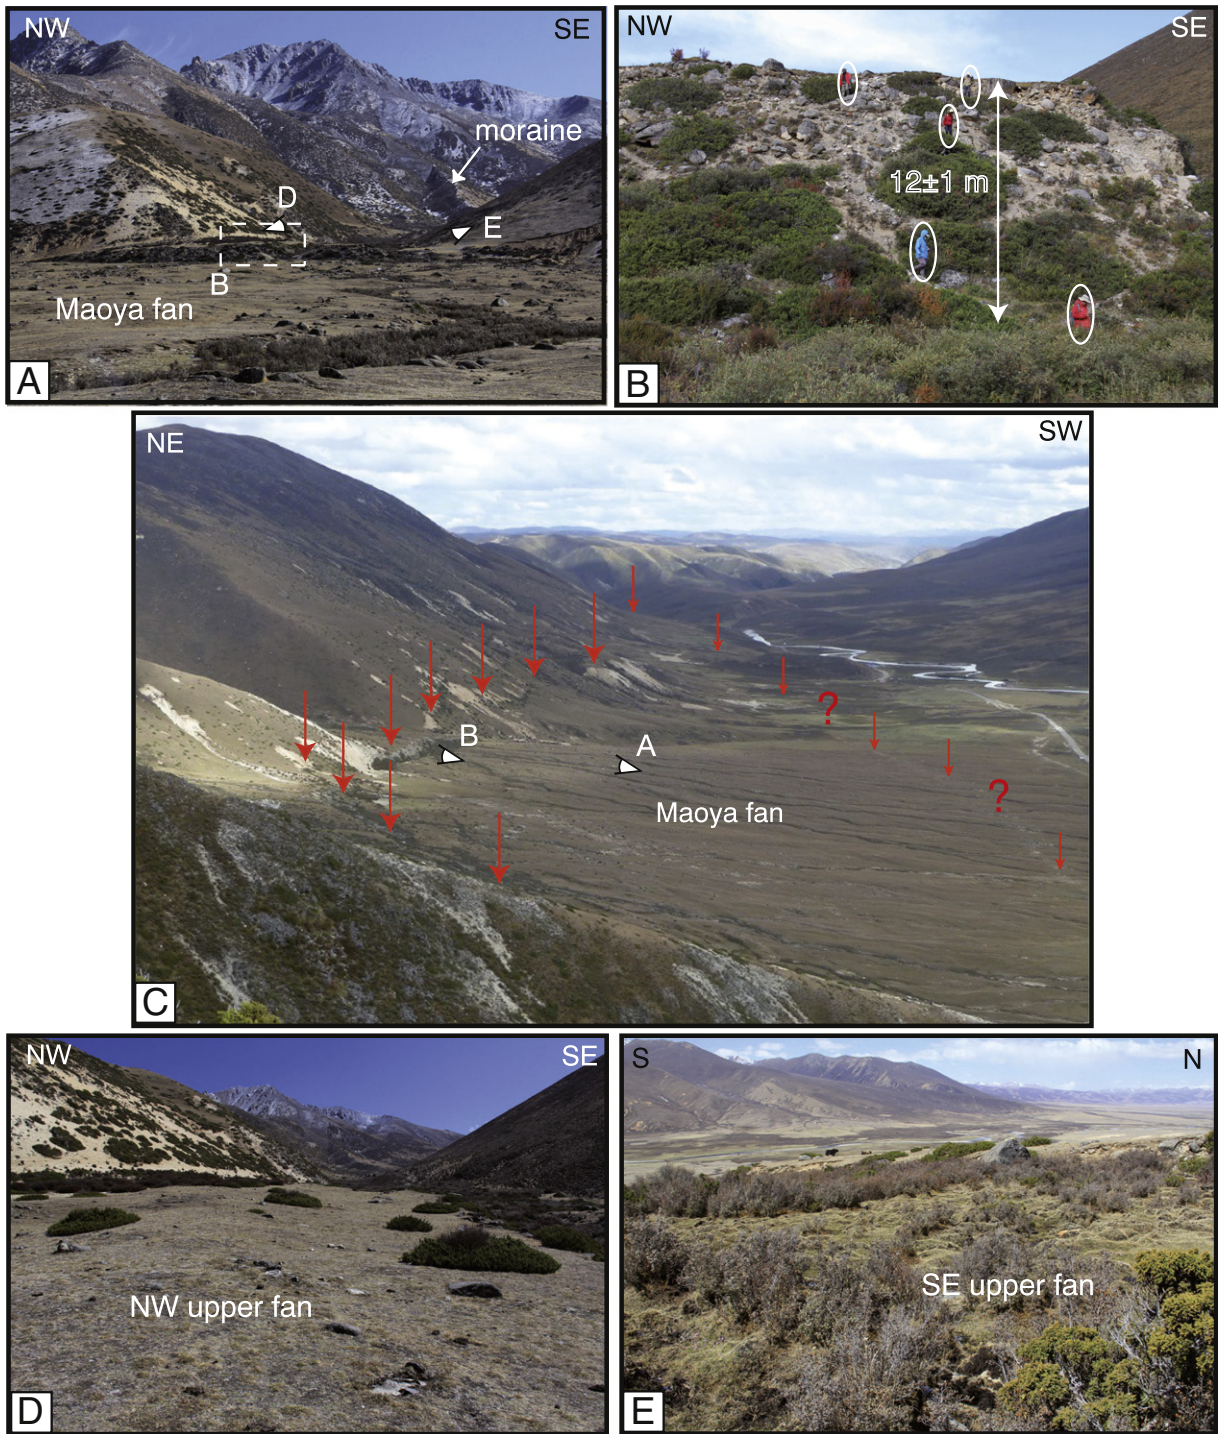 NW
SE
moraine
D
E
B
Maoya fan
A
NW
SE
12±1 m
B
NE
SW
?
B
A
?
Maoya fan
C
NW
SE
NW upper fan
D
S
N
SE upper fan
E